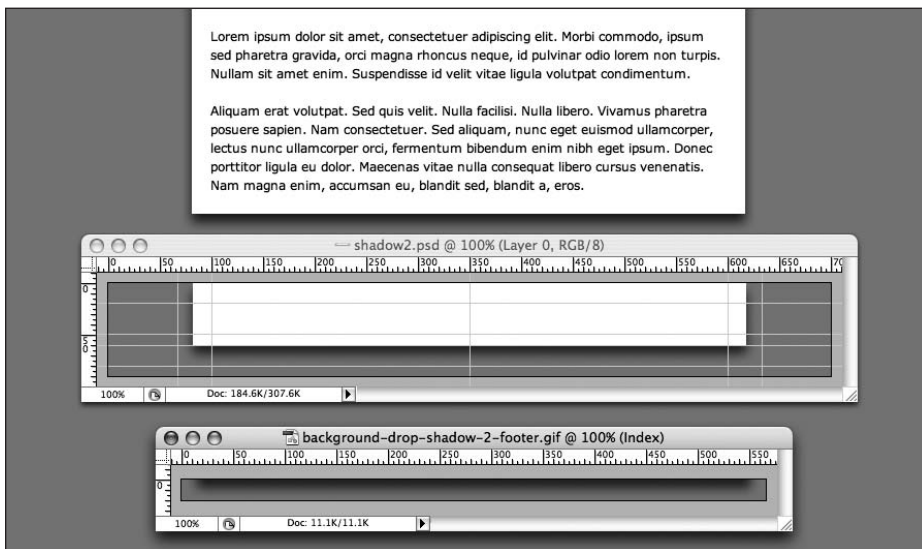 Lorem ipsum dolor sit amet, consectetuer adipiscing elit. Morbi commodo, ipsum
sed pharetra gravida, orci magna rhoncus neque, id pulvinar odio lorem non turpis.
Nullam sit amet enim. Suspendisse id velit vitae ligula volutpat condimentum.
Aliquam erat volutpat. Sed quis velit. Nulla facilisi. Nulla libero. Vivamus pharetra
posuere sapien. Nam consectetuer. Sed aliquam, nunc eget euismod ullamcorper,
lectus nunc ullamcorper orci, fermentum bibendum enim nibh eget ipsum. Donec
porttitor ligula eu dolor. Maecenas vitae nulla consequat libero cursus venenatis.
Nam magna enim, accumsan eu, blandit sed, blandit a, eros.
shadow2.psd @ 100% (Layer 0, RGB/8)
0 50 100 150 200 250 300 350 400 450 500 550 600 650 70
0
50
100% Doc: 184.6K/307.6K
background-drop-shadow-2-footer.gif @ 100% (Index)
0 50 100 150 200 250 300 350 400 450 500 550
0
100% Doc: 11.1K/11.1K